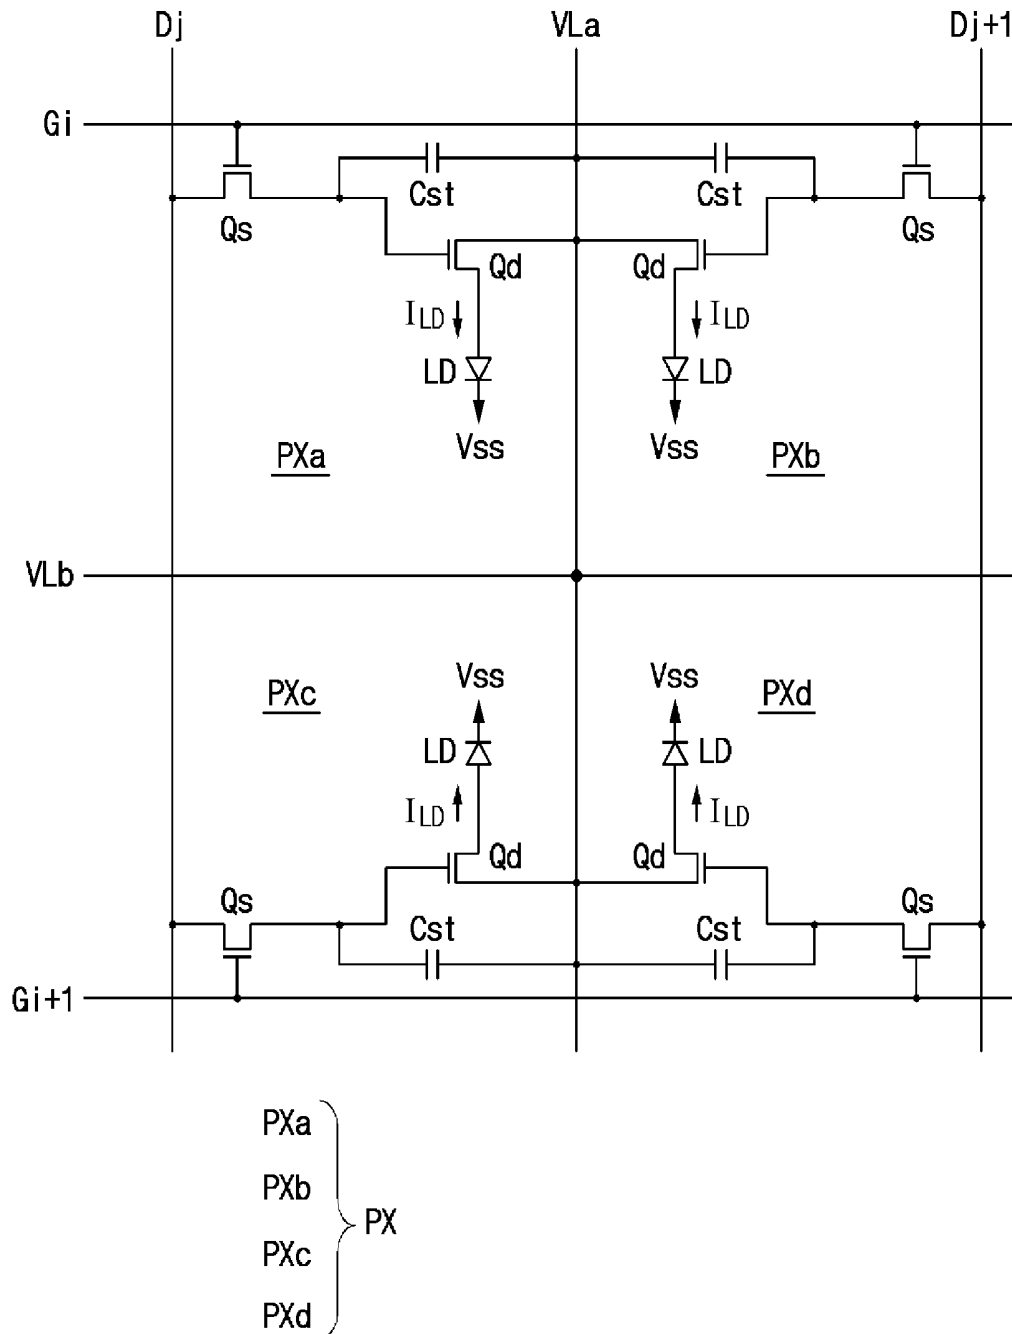 Dj VLa Dj+1
Gi
Cst Cst
Qs Qs
Qd Qd
ILD ILD
LD LD
Vss Vss
PXa PXb
VLb
Vss Vss
PXc PXd
LD LD
ILD ILD
Qd Qd
Qs Qs
Cst Cst
Gi+1
PXa
PXb
PX
PXc
PXd